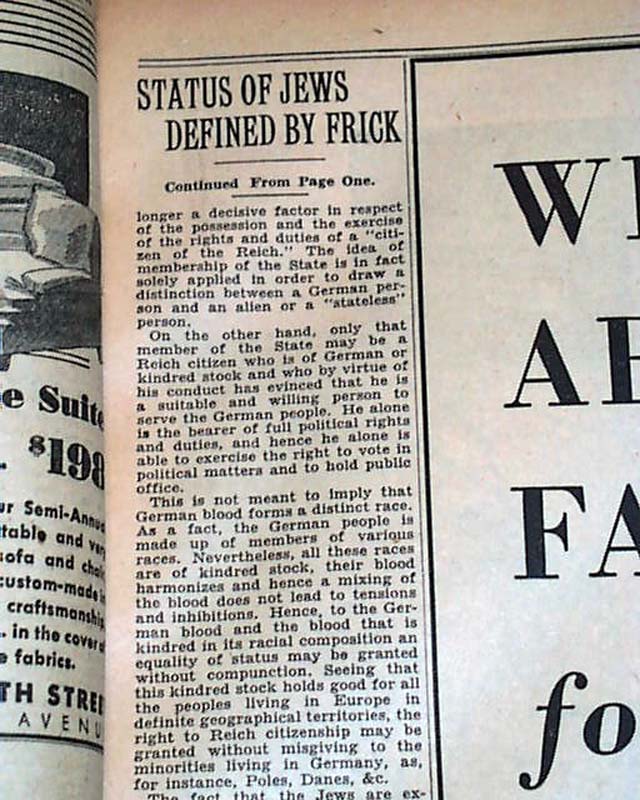 STATUS OF JEWS
DEFINED BY FRICK
Continued From Page One.
longer a decisive factor in respect
of the possession and the exercise
of the rights and duties of a "citi-
zen of the Reich." The idea of
membership of the State is in fact
solely applied in order to draw a
distinction between a German per-
son and an alien or a "stateless"
person.
On the other hand, only that
member of the State may be a
Reich citizen who is of German or
kindred stock and who by virtue of
his conduct has evinced that he is
a suitable and willing person to
serve the German people. He alone
is the bearer of full political rights
and duties, and hence he alone is
able to exercise the right to vote in
political matters and to hold public
office.
This is not meant to imply that
German blood forms a distinct race.
As a fact, the German people is
made up of members of various
races. Nevertheless, all these races
are of kindred stock, their blood
harmonizes and hence a mixing of
the blood does not lead to tensions
and inhibitions. Hence, to the Ger-
man blood and the blood that is
kindred in its racial composition an
equality of status may be granted
without compunction. Seeing that
this kindred stock holds good for all
the peoples living in Europe in
definite geographical territories, the
right to Reich citizenship may be
granted without misgiving to the
minorities living in Germany, as,
for instance, Poles, Danes, &c.
The fact that the Jews are ex-
e Suite
$198
ur Semi-Annu
table and ver
sofa and cha
custom-made
craftsmanship
. in the cover
e fabrics.
TH STREE
AVENU
W
A
FA
fo